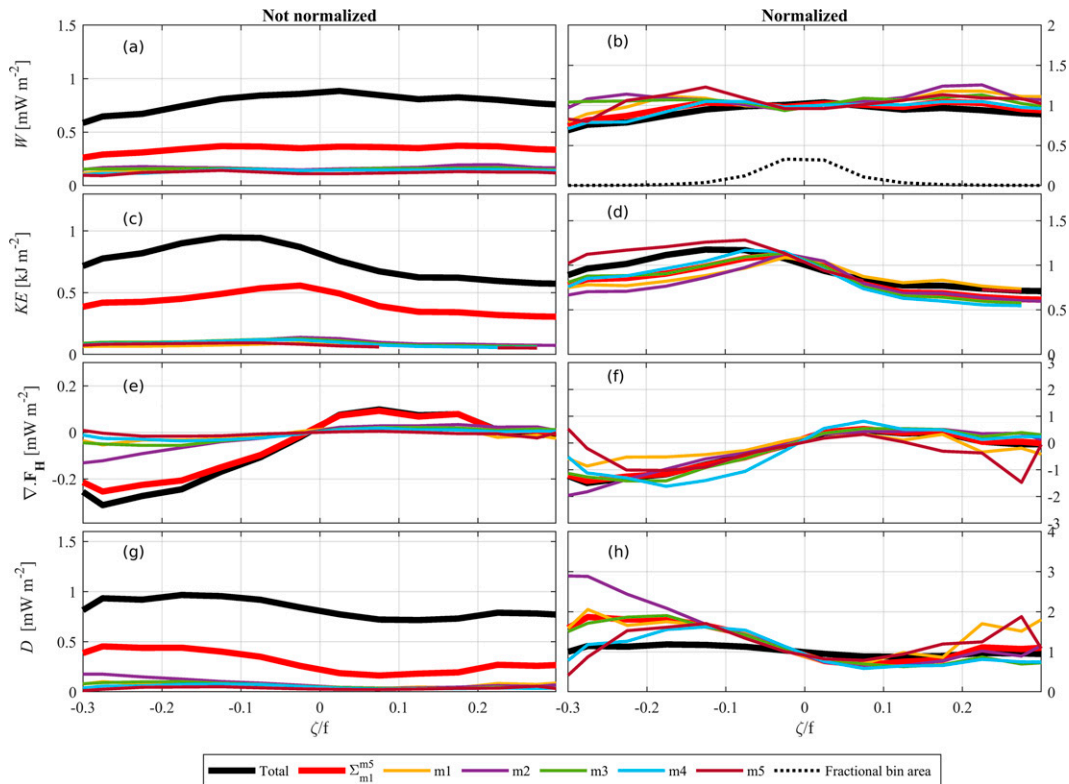 Not normalized
Normalized
(a)
W [mW m⁻²]
1.5
1
0.5
0
(b)
2
1.5
1
0.5
0
(c)
KE [kJ m⁻²]
1
0.5
0
(d)
1.5
1
0.5
0
(e)
∇.F_H [mW m⁻²]
0.2
0
-0.2
(f)
3
2
1
0
-1
-2
-3
(g)
D [mW m⁻²]
1.5
1
0.5
0
(h)
4
3
2
1
0
-0.3 -0.2 -0.1 0 0.1 0.2
-0.3 -0.2 -0.1 0 0.1 0.2
ζ/f
ζ/f
Total Σ_{m1}^{m5} m1 m2 m3 m4 m5 Fractional bin area